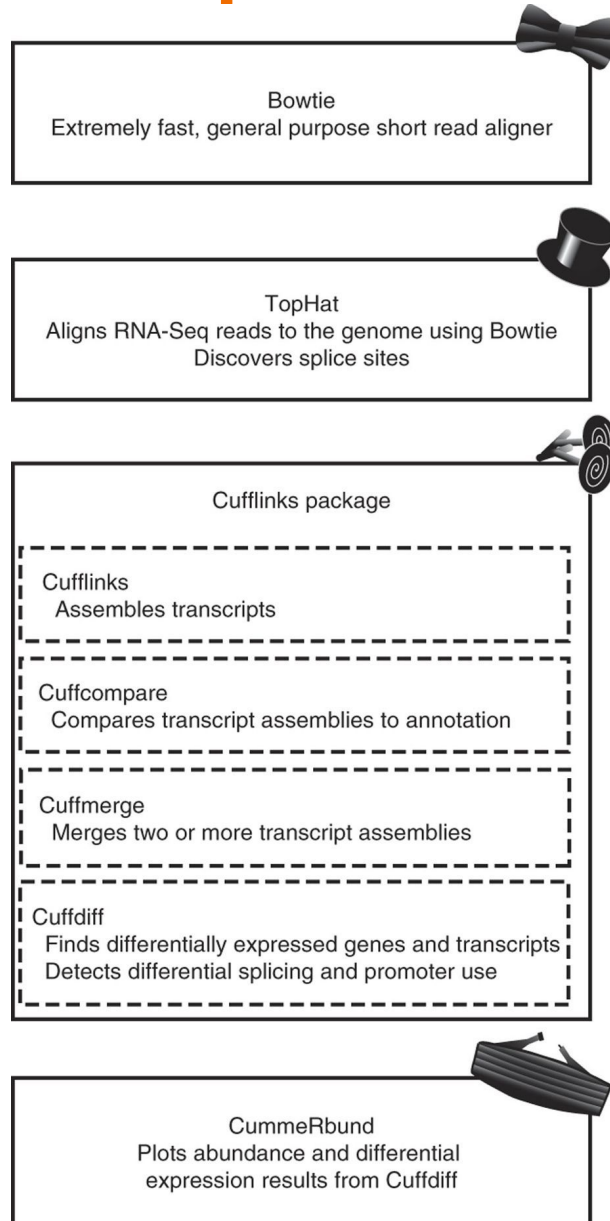 Bowtie
Extremely fast, general purpose short read aligner
TopHat
Aligns RNA-Seq reads to the genome using Bowtie
Discovers splice sites
Cufflinks package
Cufflinks
Assembles transcripts
Cuffcompare
Compares transcript assemblies to annotation
Cuffmerge
Merges two or more transcript assemblies
Cuffdiff
Finds differentially expressed genes and transcripts
Detects differential splicing and promoter use
CummeRbund
Plots abundance and differential
expression results from Cuffdiff